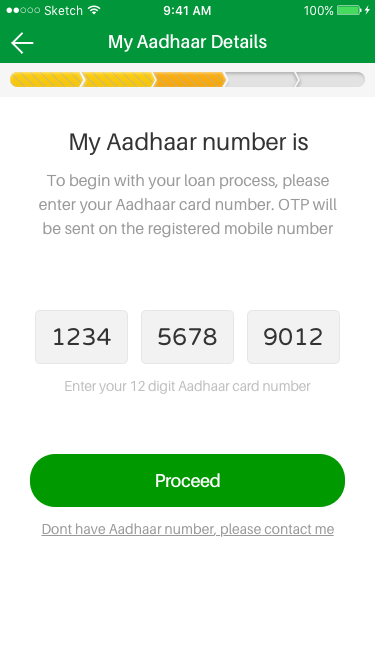 Sketch 9:41 AM 100%
My Aadhaar Details
My Aadhaar number is
To begin with your loan process, please
enter your Aadhaar card number. OTP will
be sent on the registered mobile number
1234 5678 9012
Enter your 12 digit Aadhaar card number
Proceed
Dont have Aadhaar number, please contact me